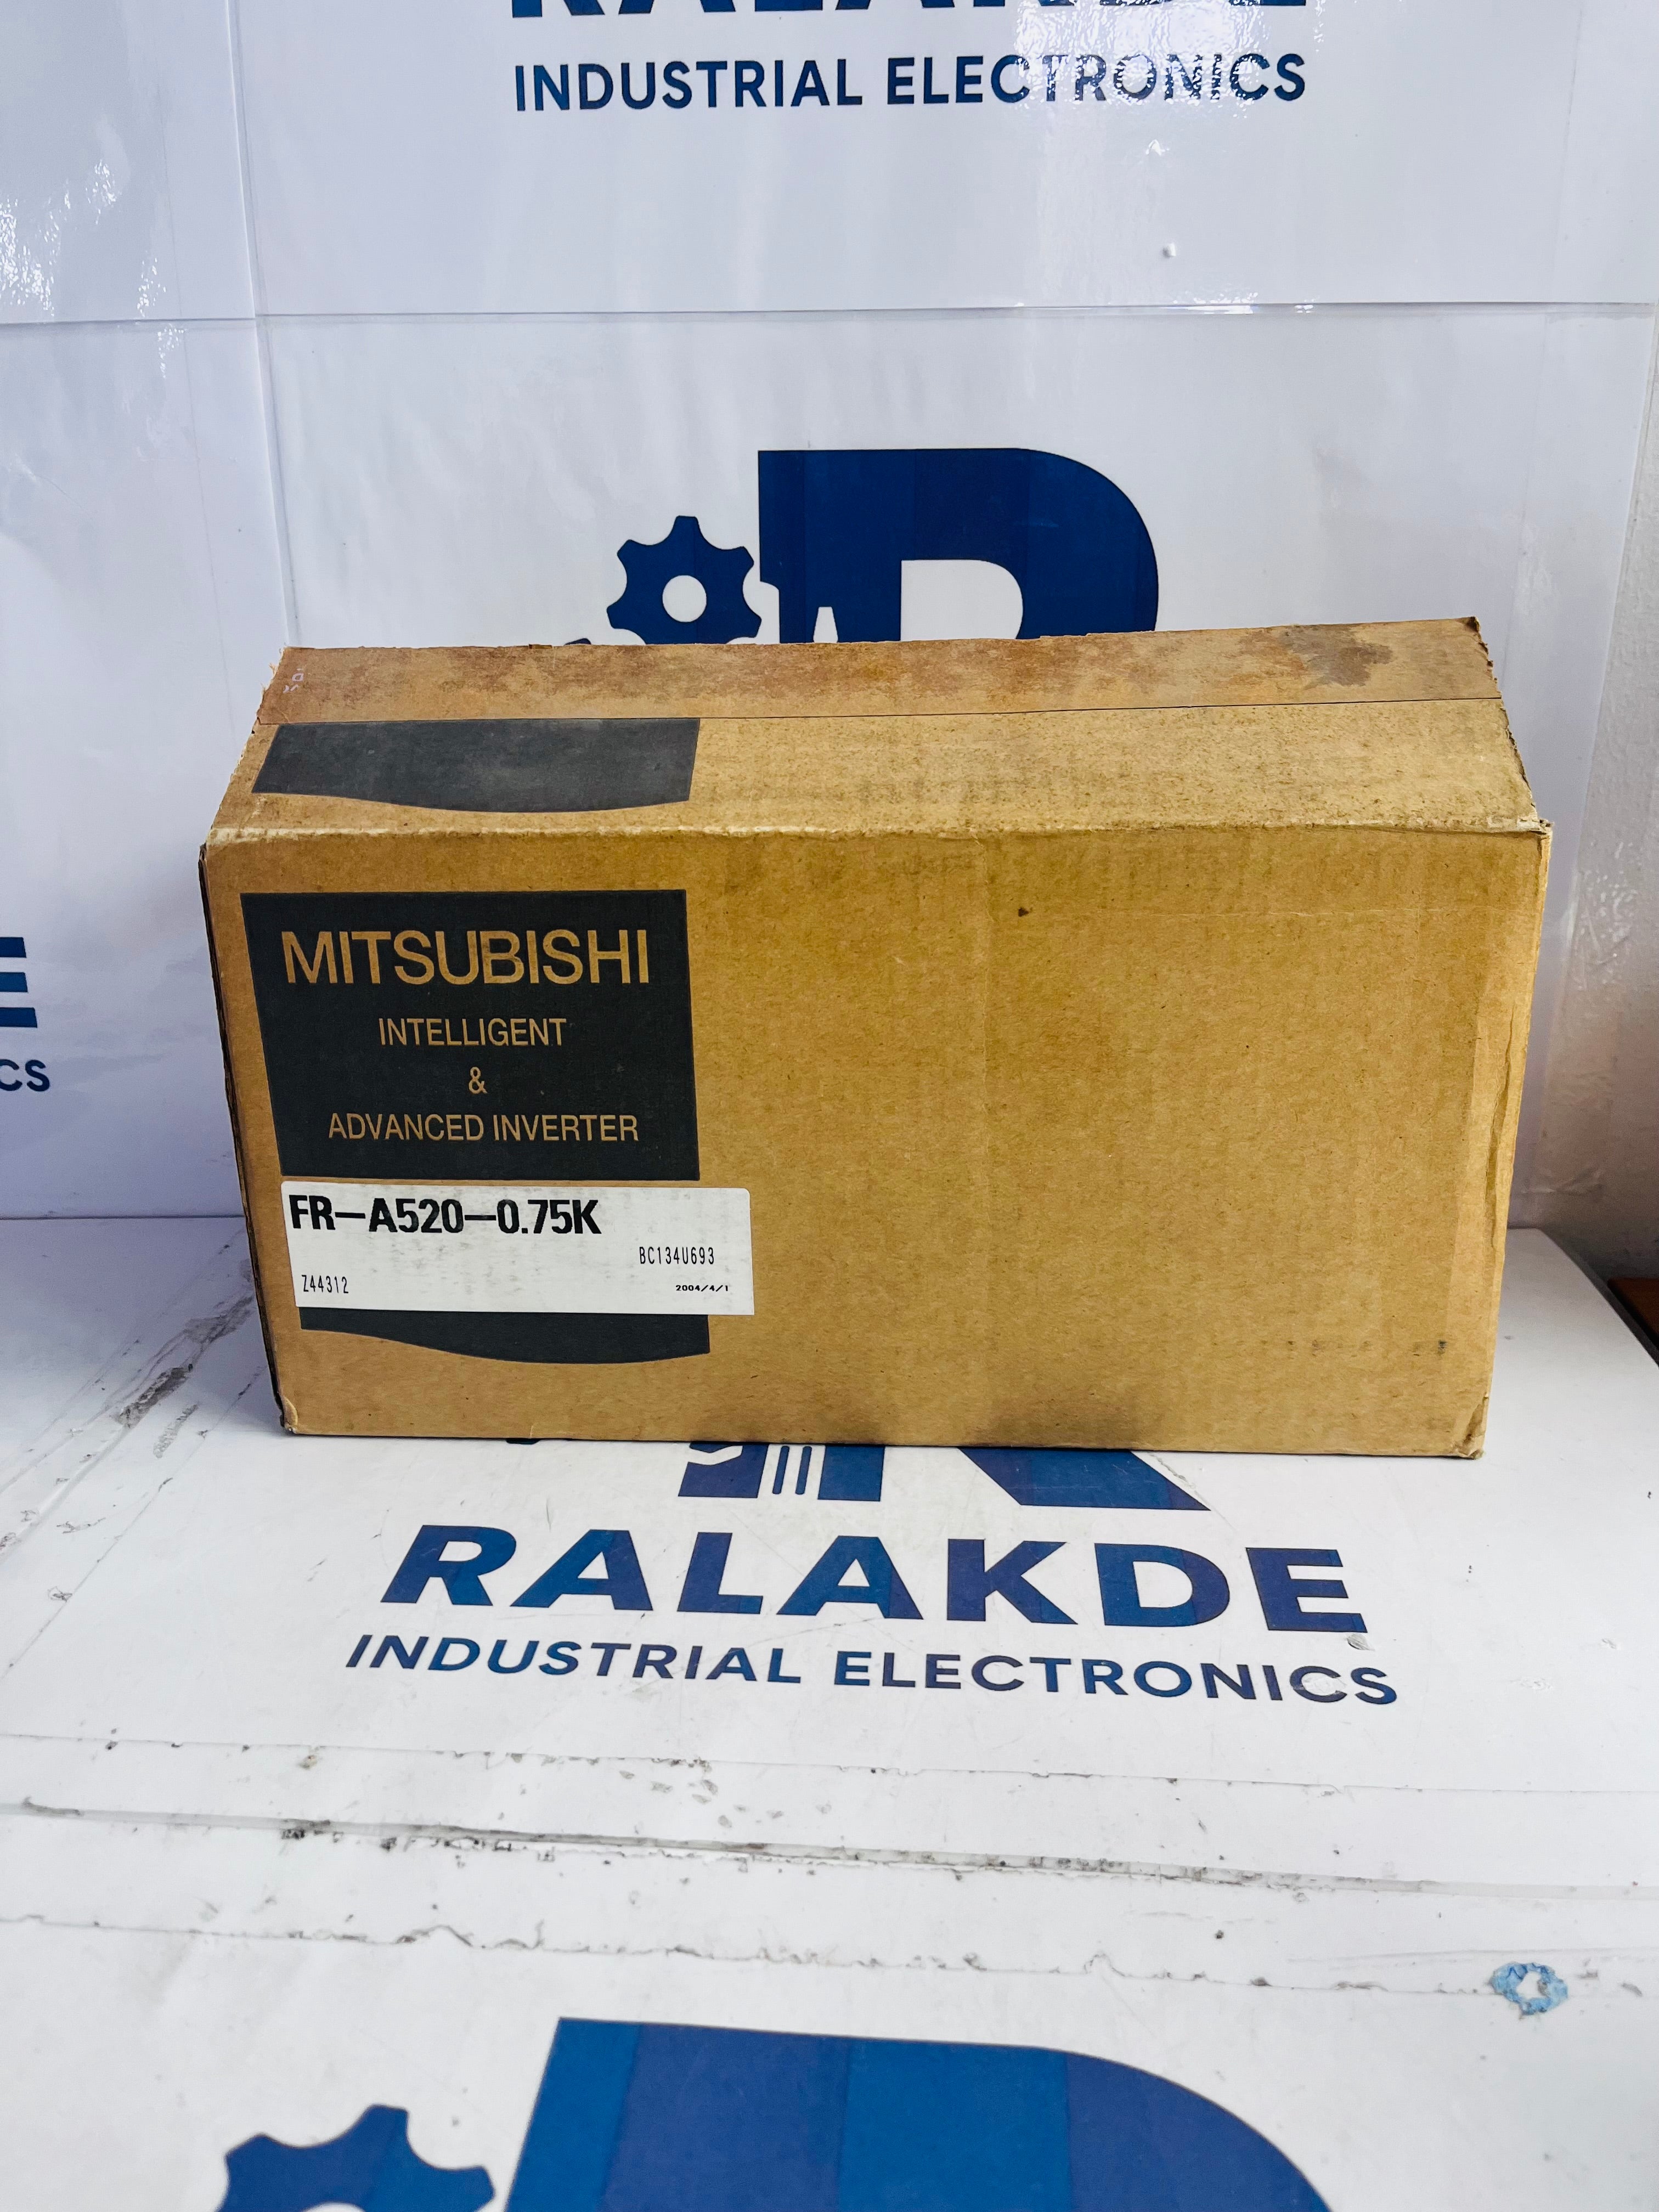 INDUSTRIAL ELECTRONICS
MITSUBISHI
INTELLIGENT
&
ADVANCED INVERTER
FR-A520-0.75K
BC134U693
Z44312
2004/4/1
RALAKDE
INDUSTRIAL ELECTRONICS